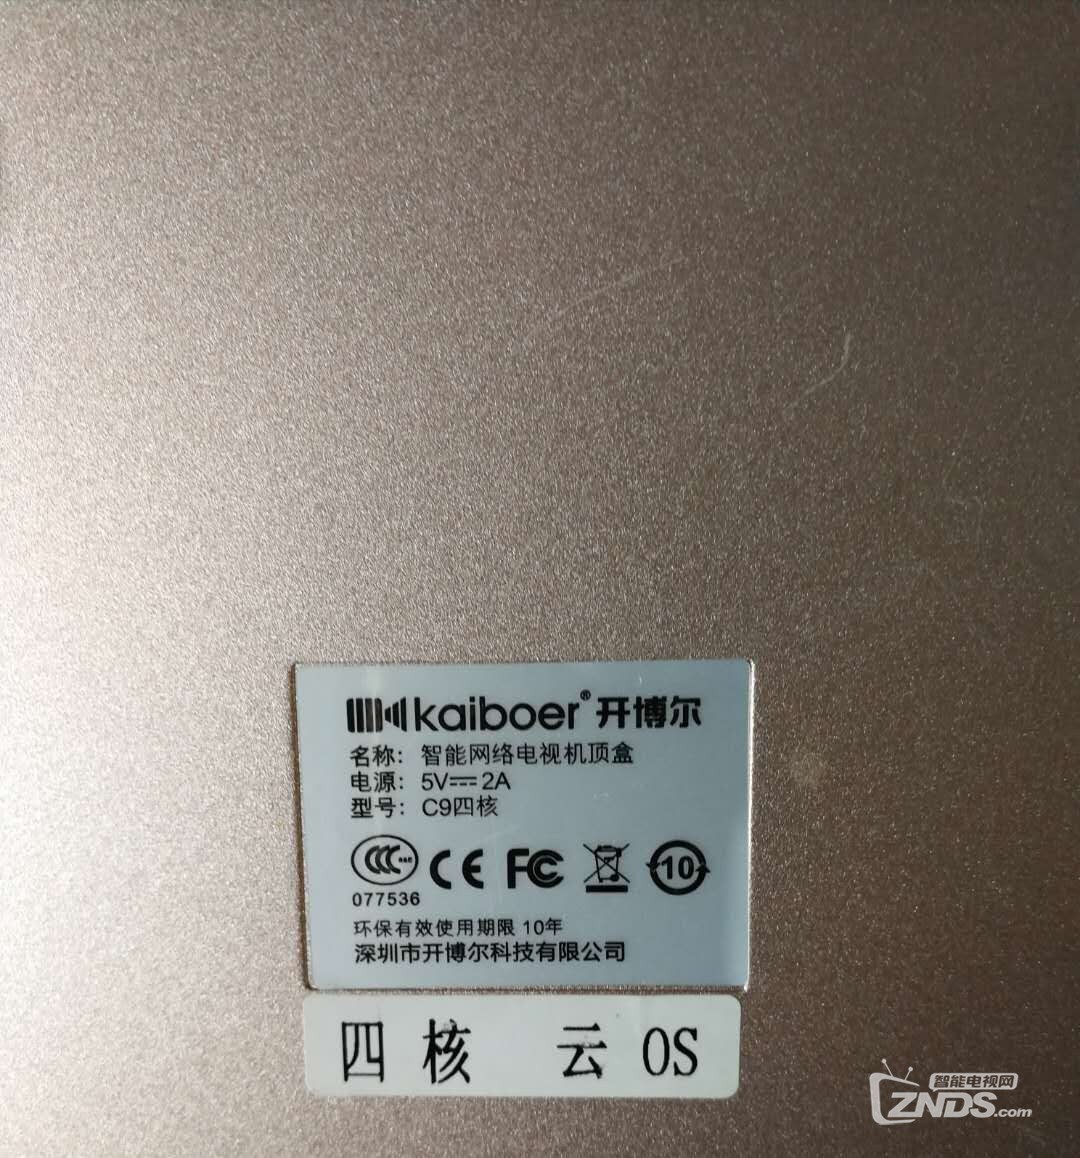 kaiboer® 开博尔
名称：智能网络电视机顶盒
电源：5V⎓2A
型号：C9四核
CCC S&E CE FC 10
077536
环保有效使用期限 10年
深圳市开博尔科技有限公司
四核 云OS
智能电视网
ZNDS.com